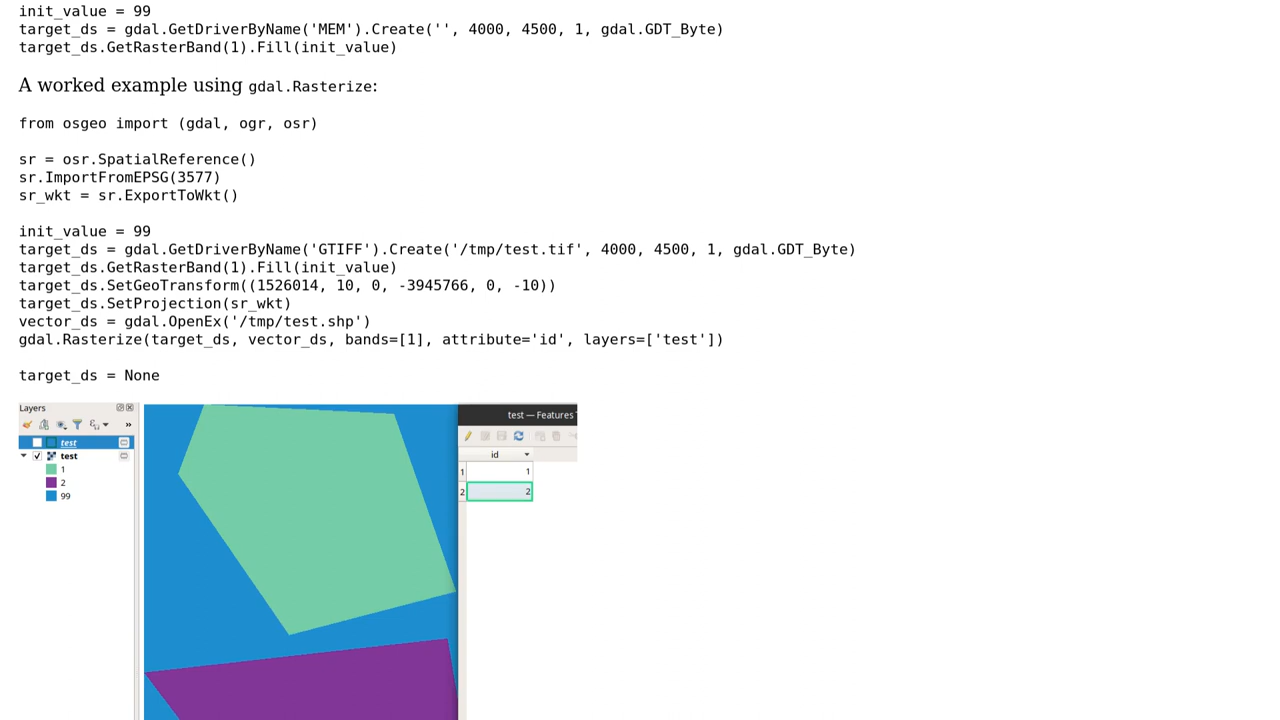 init_value = 99
target_ds = gdal.GetDriverByName('MEM').Create('', 4000, 4500, 1, gdal.GDT_Byte)
target_ds.GetRasterBand(1).Fill(init_value)
A worked example using gdal.Rasterize:
from osgeo import (gdal, ogr, osr)
sr = osr.SpatialReference()
sr.ImportFromEPSG(3577)
sr_wkt = sr.ExportToWkt()
init_value = 99
target_ds = gdal.GetDriverByName('GTIFF').Create('/tmp/test.tif', 4000, 4500, 1, gdal.GDT_Byte)
target_ds.GetRasterBand(1).Fill(init_value)
target_ds.SetGeoTransform((1526014, 10, 0, -3945766, 0, -10))
target_ds.SetProjection(sr_wkt)
vector_ds = gdal.OpenEx('/tmp/test.shp')
gdal.Rasterize(target_ds, vector_ds, bands=[1], attribute='id', layers=['test'])
target_ds = None
Layers
test
test
1
2
99
test — Features
id
1 1
2 2